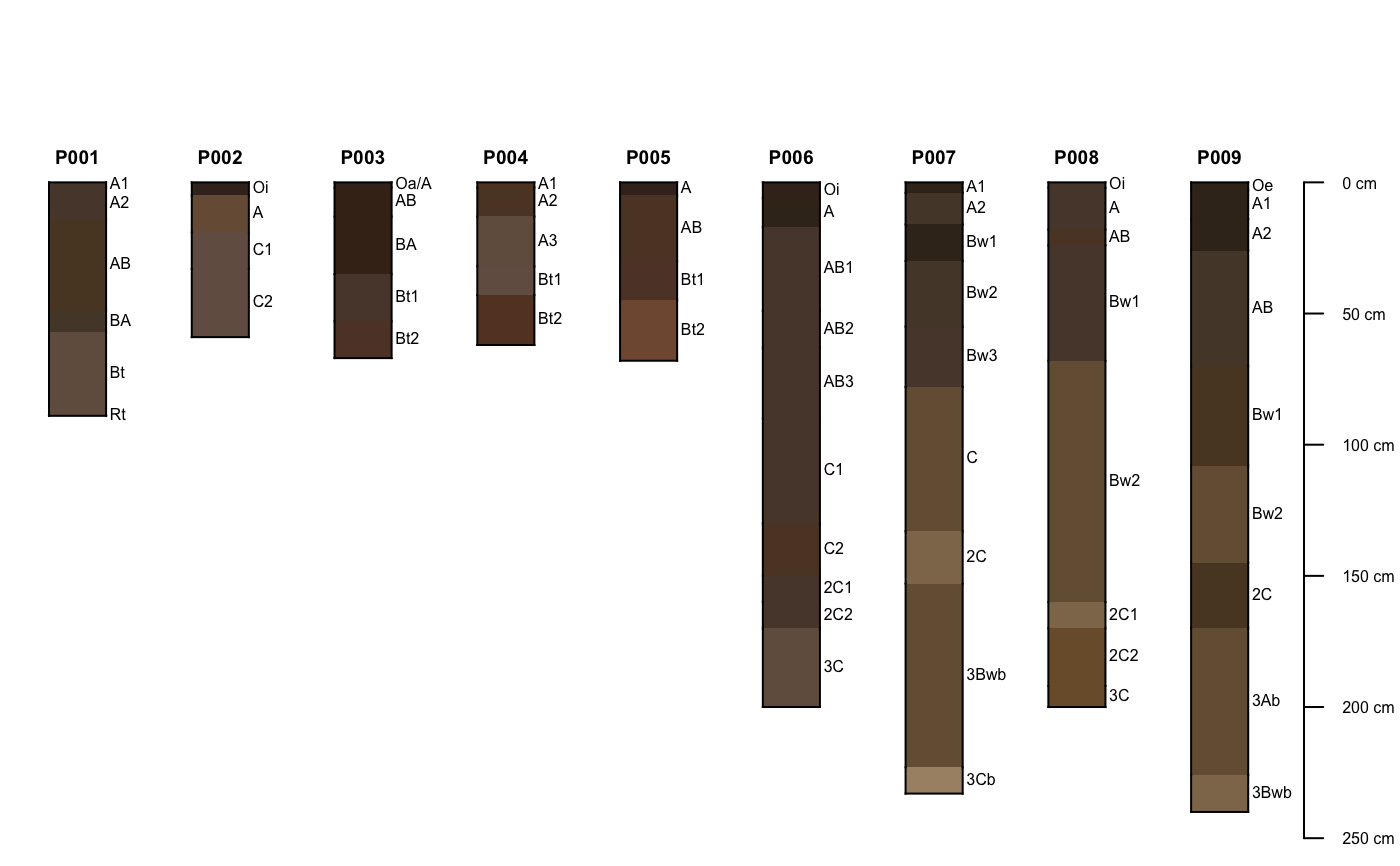 P001
P002
P003
P004
P005
P006
P007
P008
P009
A1
A2
AB
BA
Bt
Rt
Oi
A
C1
C2
Oa/A
AB
BA
Bt1
Bt2
A1
A2
A3
Bt1
Bt2
A
AB
Bt1
Bt2
Oi
A
AB1
AB2
AB3
C1
C2
2C1
2C2
3C
A1
A2
Bw1
Bw2
Bw3
C
2C
3Bwb
3Cb
Oi
A
AB
Bw1
Bw2
2C1
2C2
3C
Oe
A1
A2
AB
Bw1
Bw2
2C
3Ab
3Bwb
0 cm
50 cm
100 cm
150 cm
200 cm
250 cm